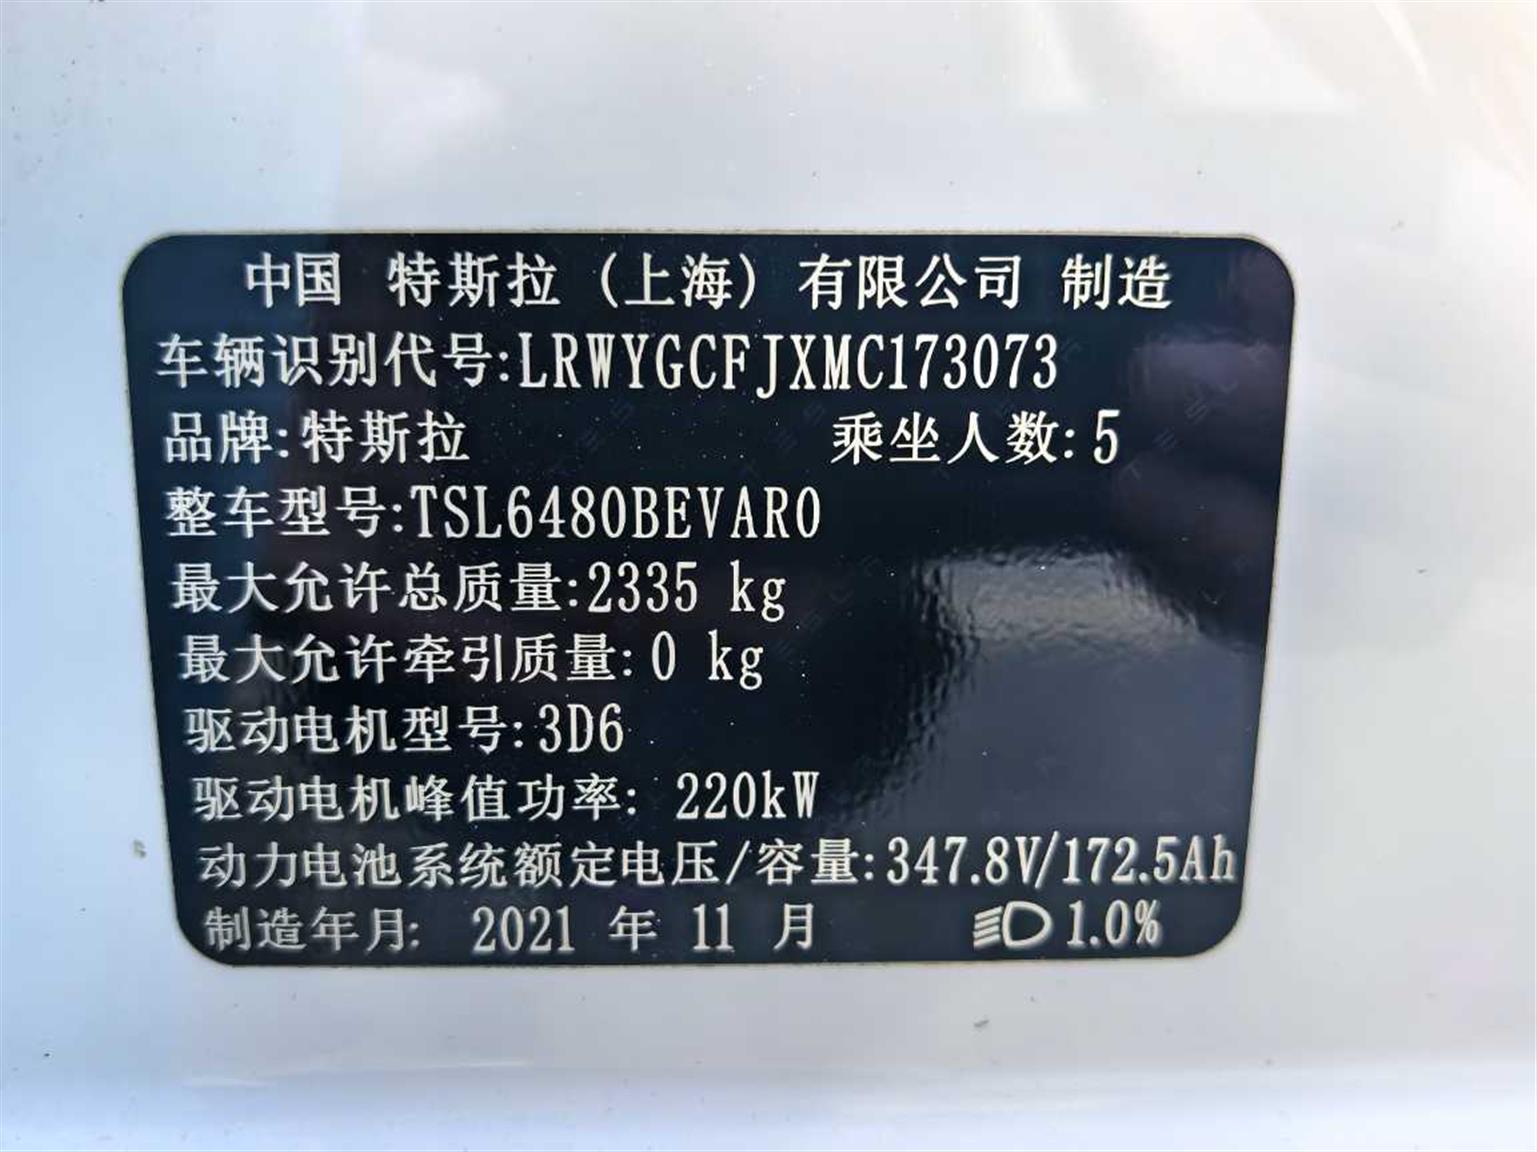 中国 特斯拉 (上海) 有限公司 制造
车辆识别代号:LRWYGCFJXMC173073
品牌:特斯拉 乘坐人数:5
整车型号:TSL6480BEVAR0
最大允许总质量:2335 kg
最大允许牵引质量:0 kg
驱动电机型号:3D6
驱动电机峰值功率: 220kW
动力电池系统额定电压/容量:347.8V/172.5Ah
制造年月: 2021 年 11 月 1.0%